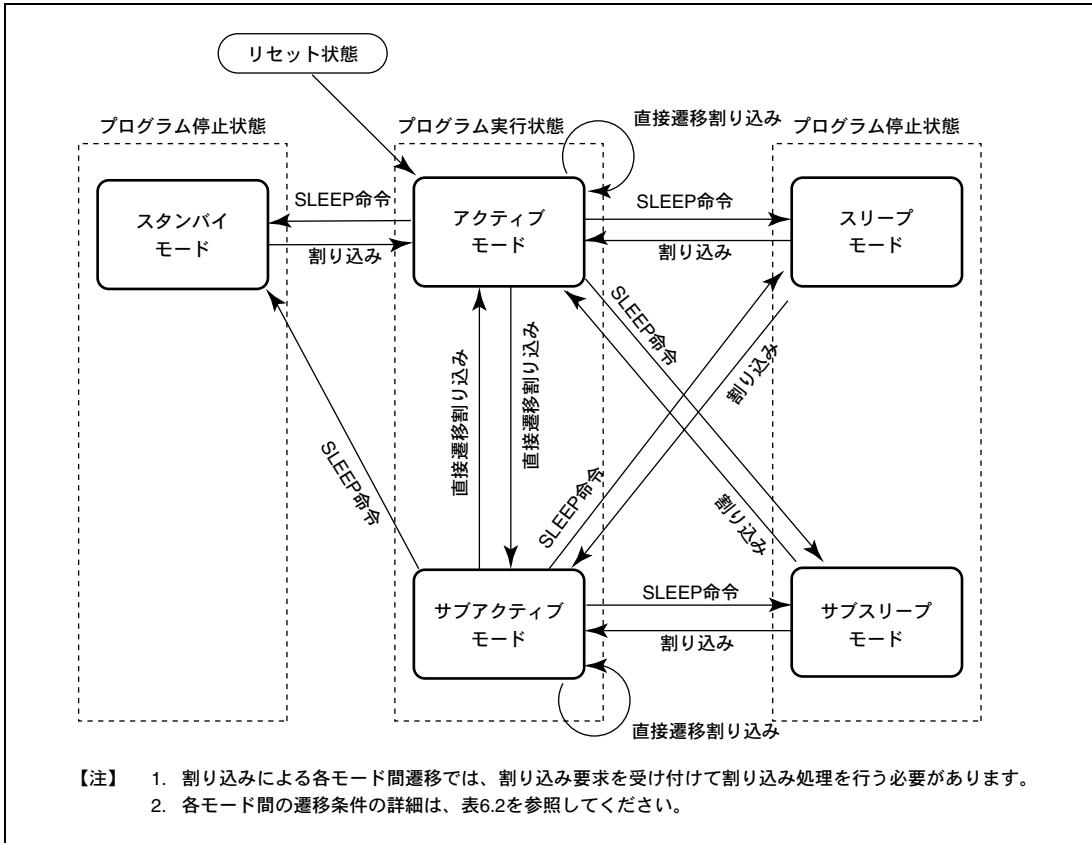 リセット状態
プログラム停止状態
プログラム実行状態
直接遷移割り込み
プログラム停止状態
スタンバイ
モード
SLEEP命令
割り込み
アクティブ
モード
SLEEP命令
割り込み
スリープ
モード
SLEEP命令
割り込み
直接遷移割り込み
直接遷移割り込み
SLEEP命令
SLEEP命令
割り込み
サブアクティブ
モード
SLEEP命令
割り込み
サブスリープ
モード
直接遷移割り込み
【注】 1. 割り込みによる各モード間遷移では、割り込み要求を受け付けて割り込み処理を行う必要があります。
2. 各モード間の遷移条件の詳細は、表6.2を参照してください。